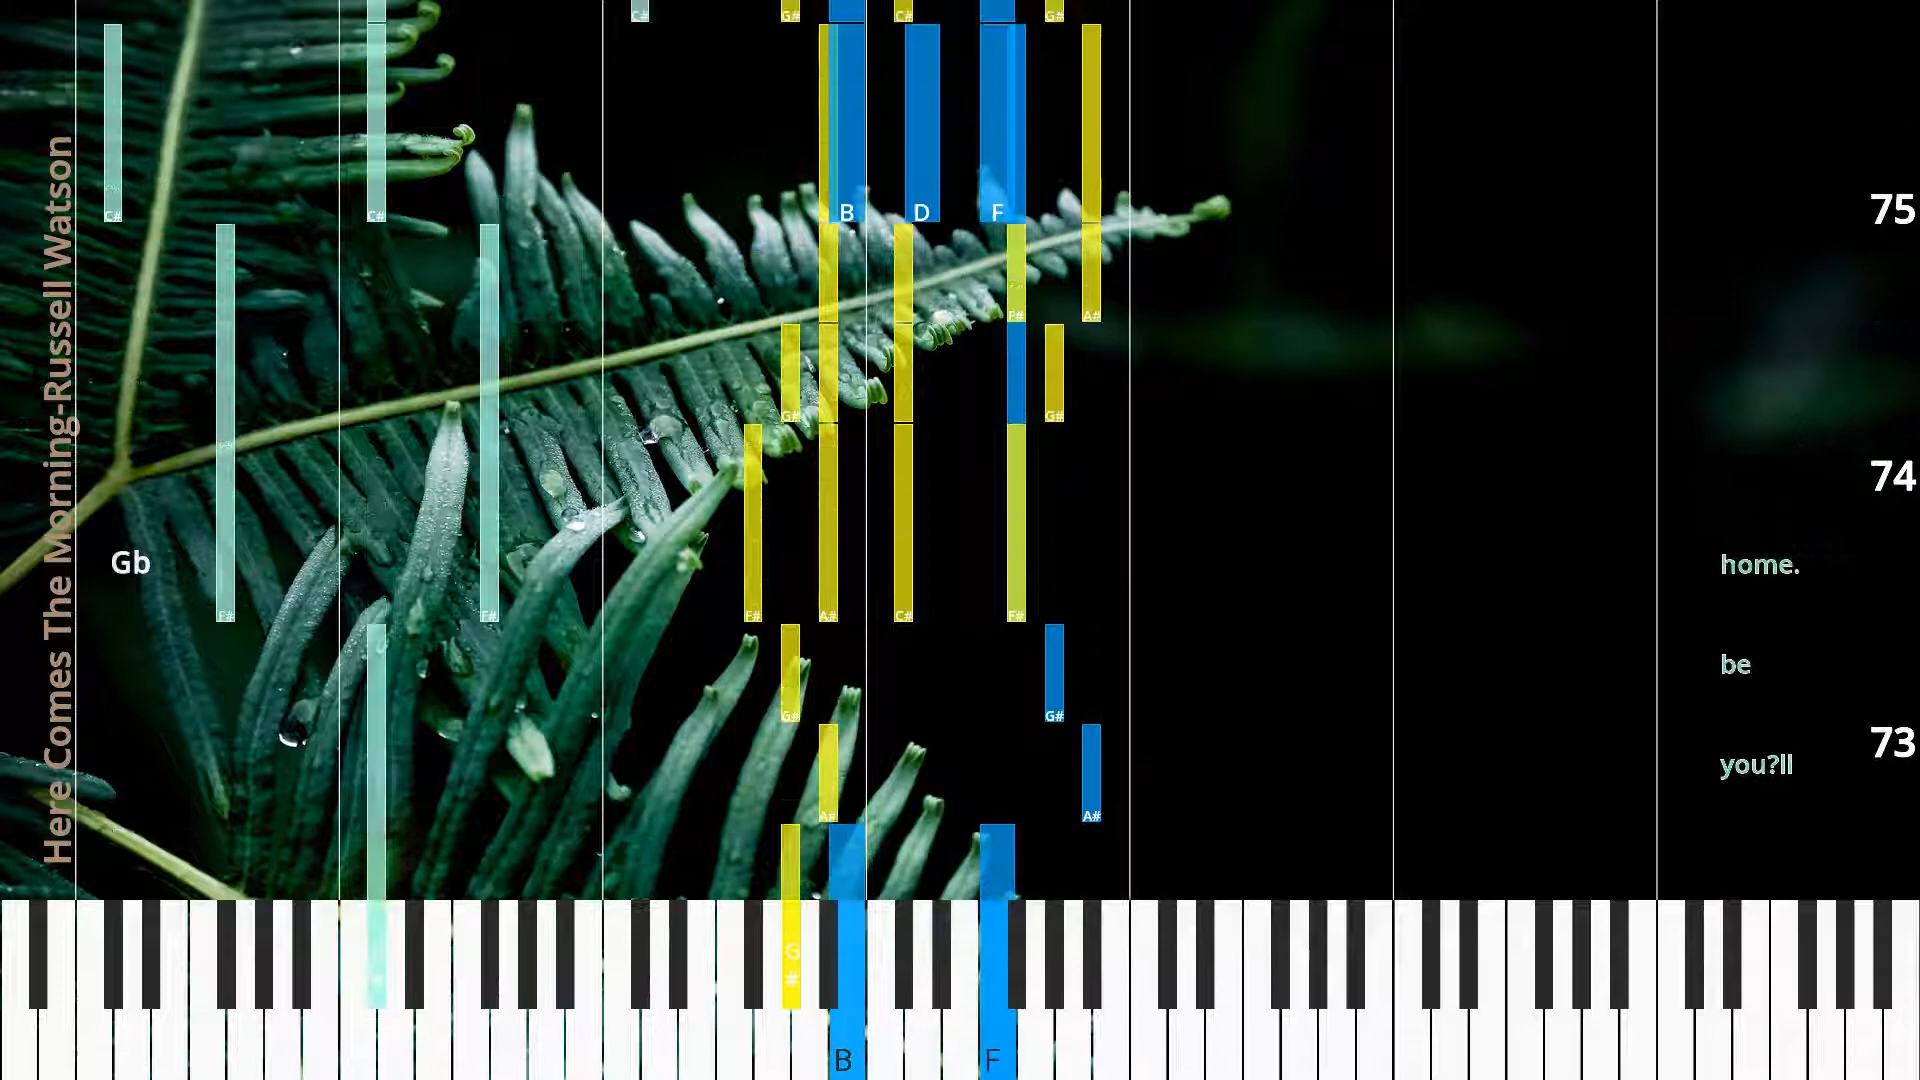 C#
G#
C#
G#
Here Comes The Morning-Russell Watson
C#
C#
B
D
F
75
F#
A#
G#
G#
74
Gb
home.
F#
F#
F#
A#
C#
F#
be
G#
G#
73
you?ll
A#
A#
G
#
B
F